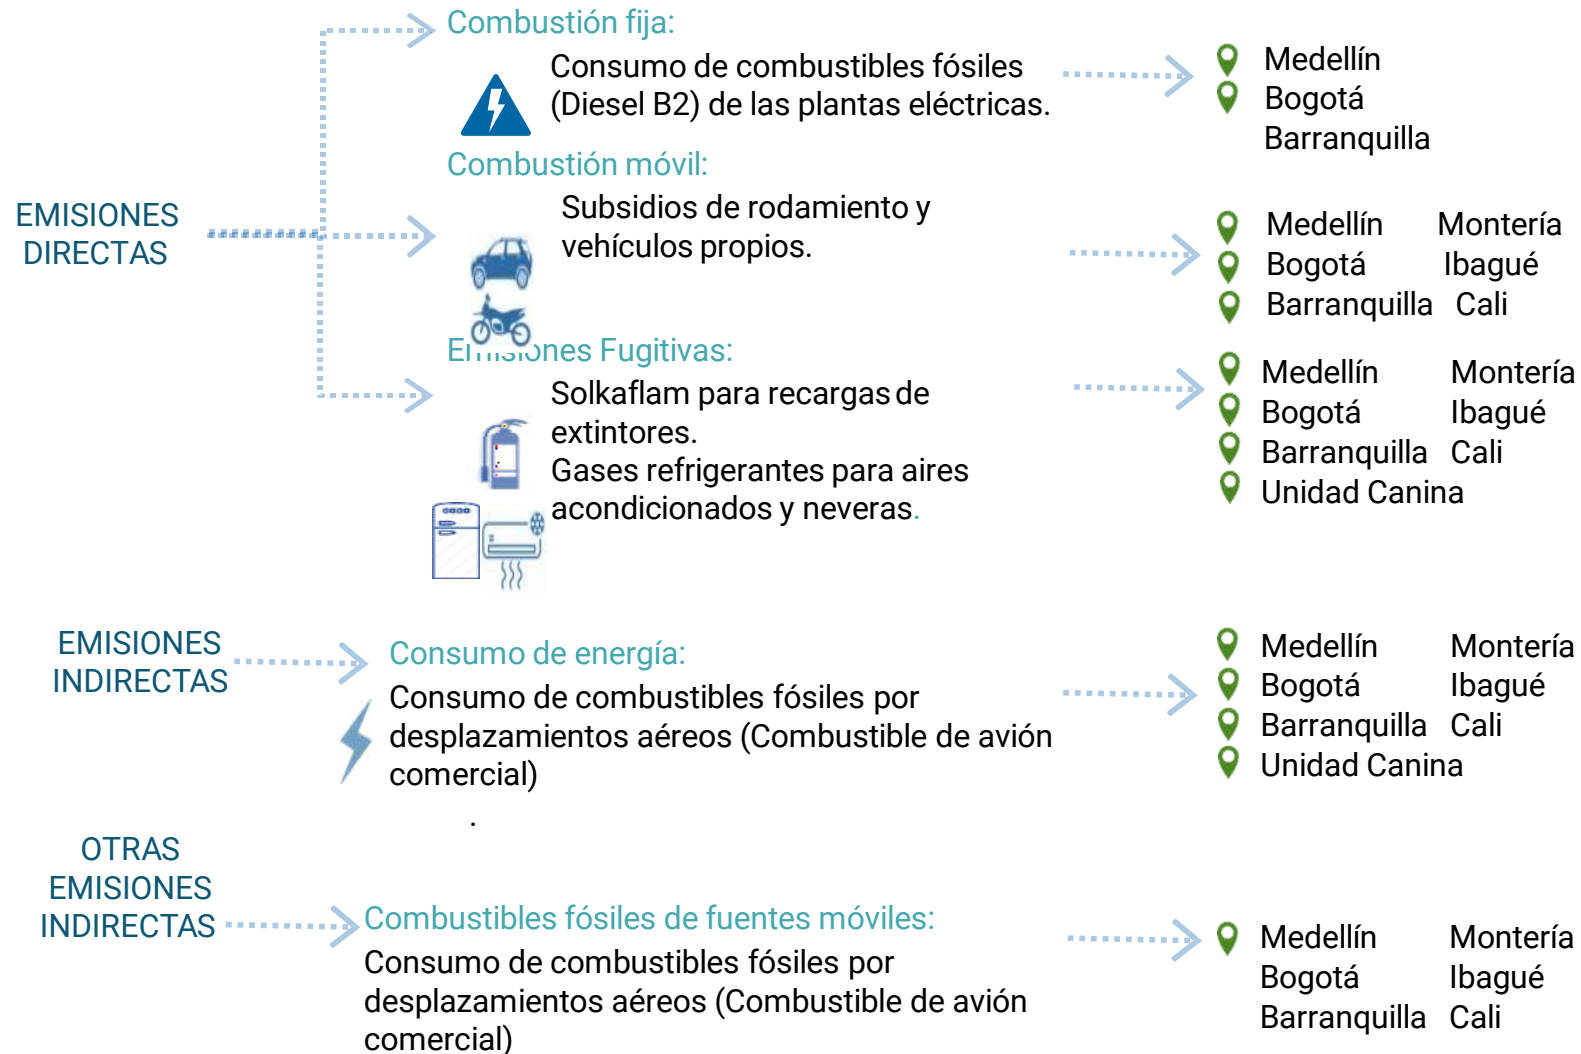 Combustión fija:
Consumo de combustibles fósiles
(Diesel B2) de las plantas eléctricas.
Medellín
Bogotá
Barranquilla
EMISIONES
DIRECTAS
Combustión móvil:
Subsidios de rodamiento y
vehículos propios.
Medellín Montería
Bogotá Ibagué
Barranquilla Cali
Emisiones Fugitivas:
Solkaflam para recargas de
extintores.
Gases refrigerantes para aires
acondicionados y neveras.
Medellín Montería
Bogotá Ibagué
Barranquilla Cali
Unidad Canina
EMISIONES
INDIRECTAS
Consumo de energía:
Consumo de combustibles fósiles por
desplazamientos aéreos (Combustible de avión
comercial)
.
Medellín Montería
Bogotá Ibagué
Barranquilla Cali
Unidad Canina
OTRAS
EMISIONES
INDIRECTAS
Combustibles fósiles de fuentes móviles:
Consumo de combustibles fósiles por
desplazamientos aéreos (Combustible de avión
comercial)
Medellín Montería
Bogotá Ibagué
Barranquilla Cali